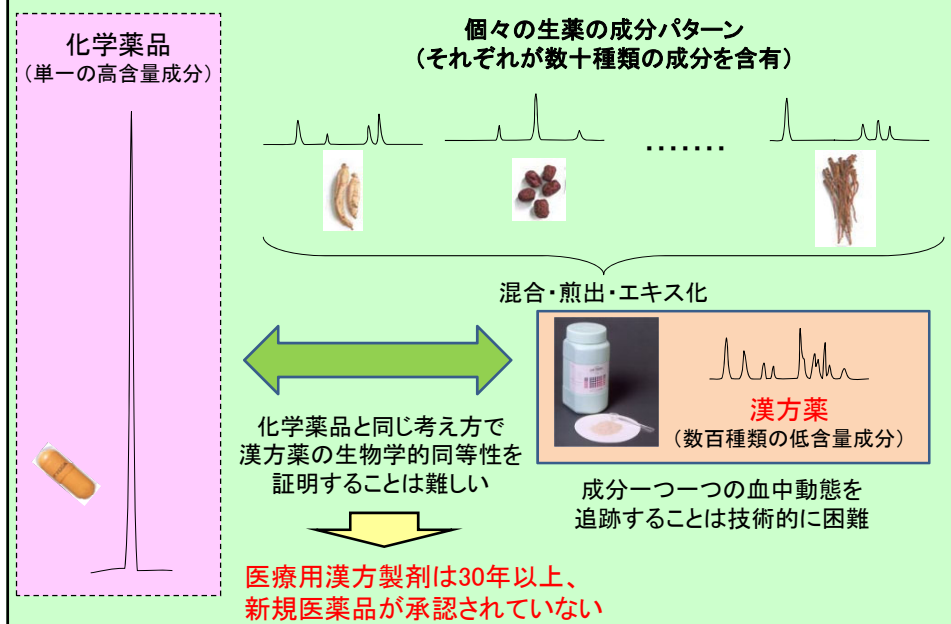 化学薬品
(単一の高含量成分)
個々の生薬の成分パターン
(それぞれが数十種類の成分を含有)
.......
混合・煎出・エキス化
漢方薬
(数百種類の低含量成分)
化学薬品と同じ考え方で
漢方薬の生物学的同等性を
証明することは難しい
成分一つ一つの血中動態を
追跡することは技術的に困難
医療用漢方製剤は30年以上、
新規医薬品が承認されていない